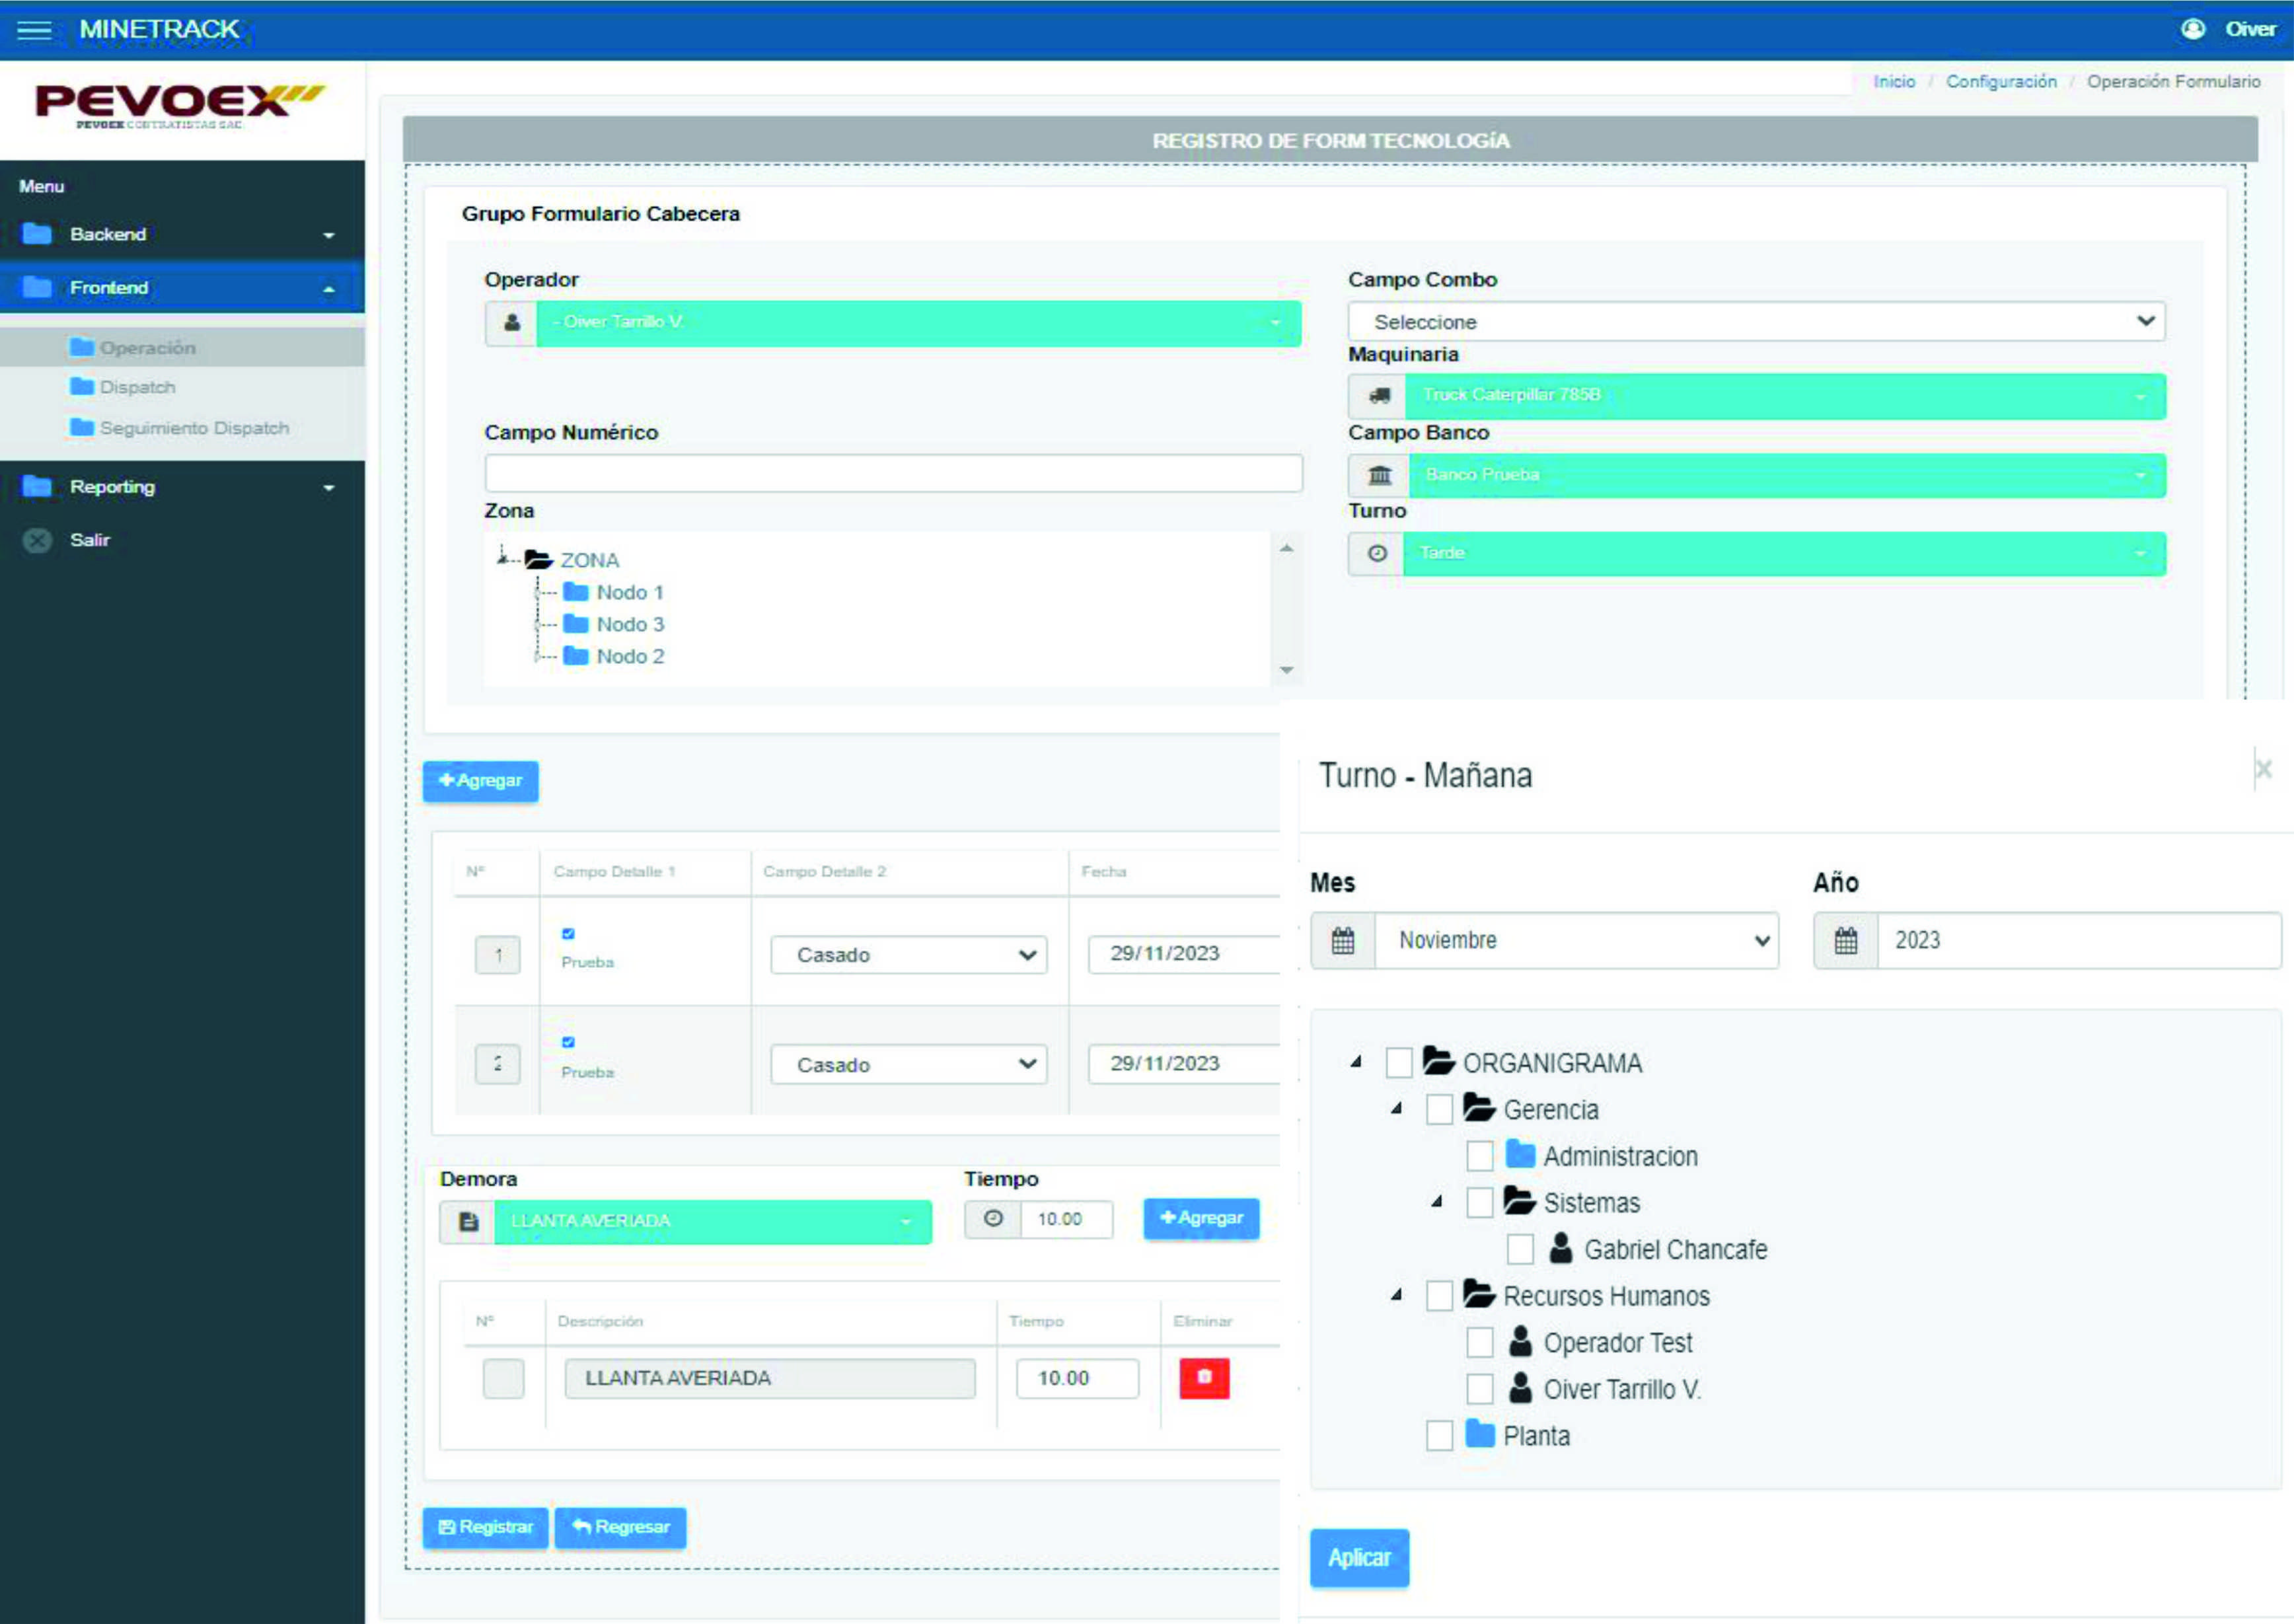 MINETRACK
Oiver
PEVOEX
PEVOEX CONTRATISTAS SAC.
Inicio / Configuración / Operación Formulario
Menu
Backend
Frontend
Operación
Dispatch
Seguimiento Dispatch
Reporting
Salir
REGISTRO DE FORM TECNOLOGíA
Grupo Formulario Cabecera
Operador
- Oiver Tarrillo V.
Campo Combo
Seleccione
Maquinaria
Truck Caterpillar 785B
Campo Numérico
Campo Banco
Banco Prueba
Zona
ZONA
Nodo 1
Nodo 3
Nodo 2
Turno
Tarde
+Agregar
N° Campo Detalle 1 Campo Detalle 2 Fecha
1 Prueba Casado 29/11/2023
2 Prueba Casado 29/11/2023
Demora Tiempo
LLANTA AVERIADA 10.00 +Agregar
N° Descripción Tiempo Eliminar
LLANTA AVERIADA 10.00
Registrar Regresar
Turno - Mañana
×
Mes Año
Noviembre 2023
ORGANIGRAMA
Gerencia
Administracion
Sistemas
Gabriel Chancafe
Recursos Humanos
Operador Test
Oiver Tarrillo V.
Planta
Aplicar